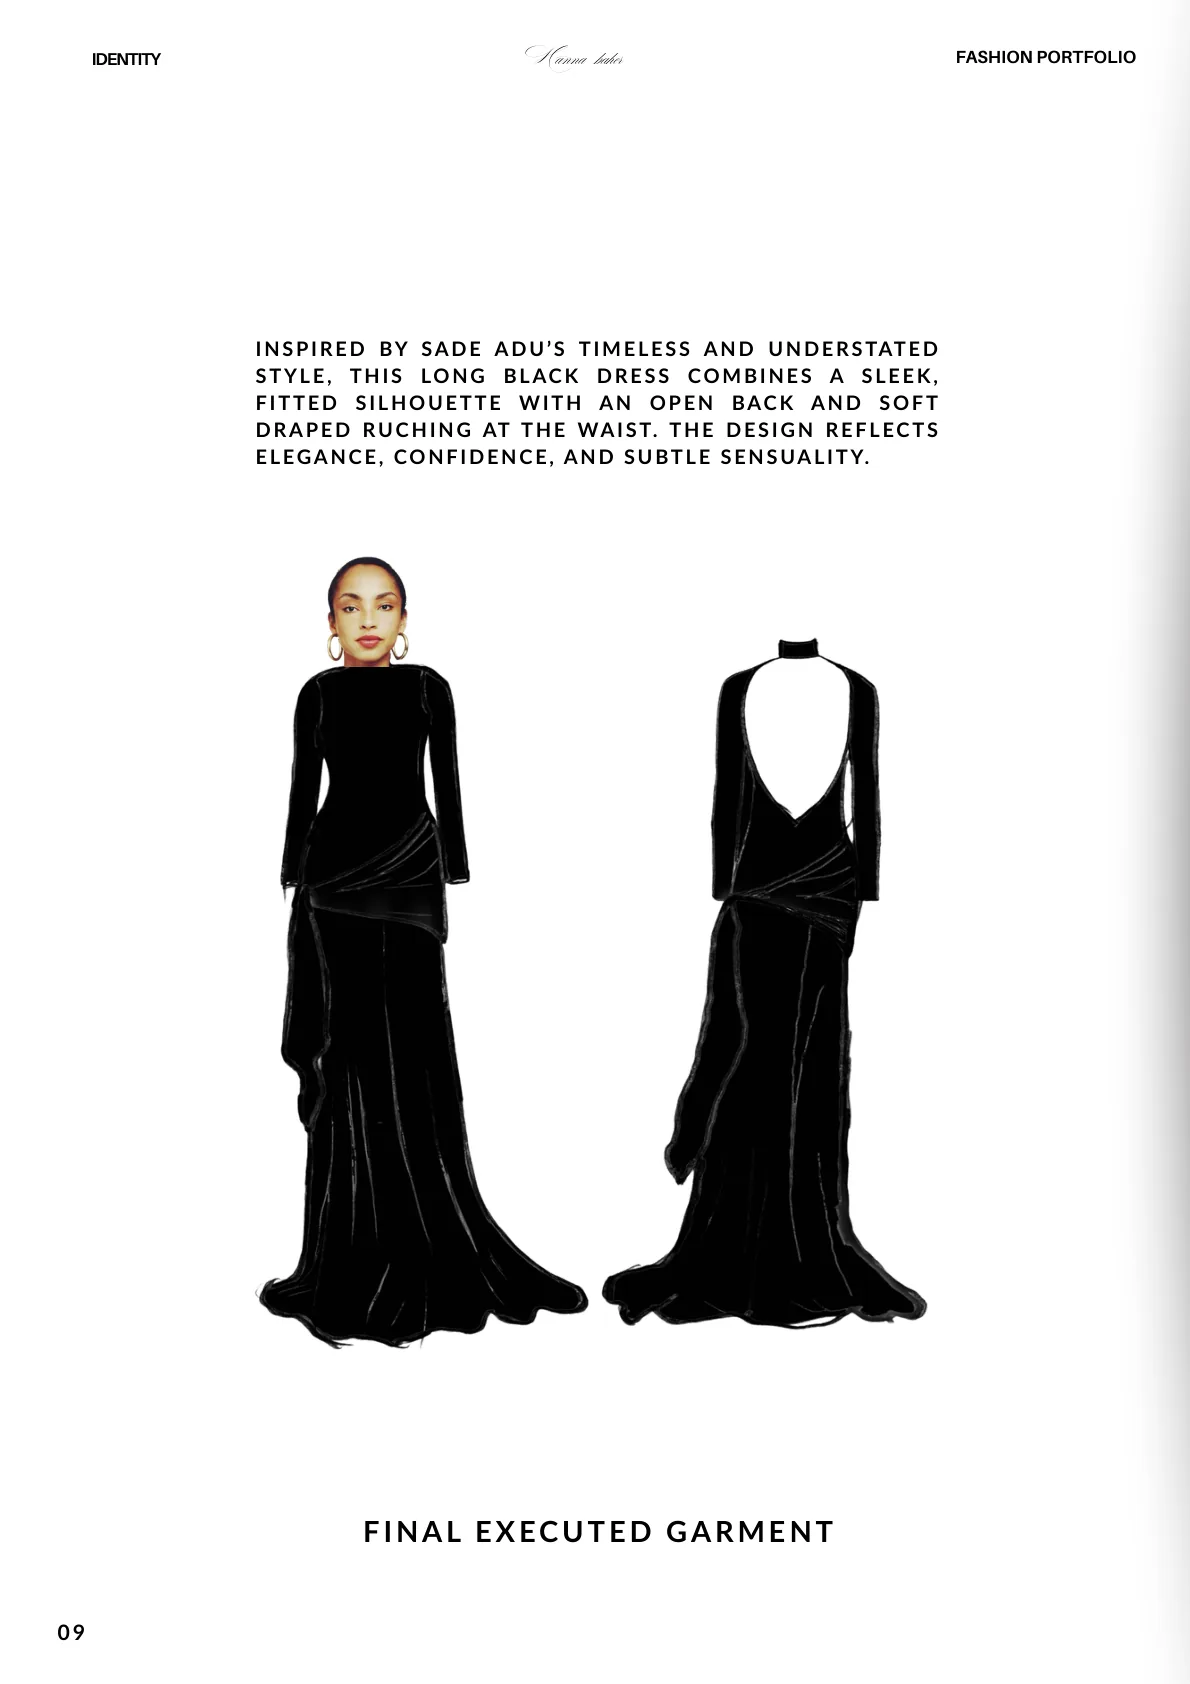 IDENTITY
Hanna baher
FASHION PORTFOLIO
INSPIRED BY SADE ADU’S TIMELESS AND UNDERSTATED
STYLE, THIS LONG BLACK DRESS COMBINES A SLEEK,
FITTED SILHOUETTE WITH AN OPEN BACK AND SOFT
DRAPED RUCHING AT THE WAIST. THE DESIGN REFLECTS
ELEGANCE, CONFIDENCE, AND SUBTLE SENSUALITY.
FINAL EXECUTED GARMENT
09